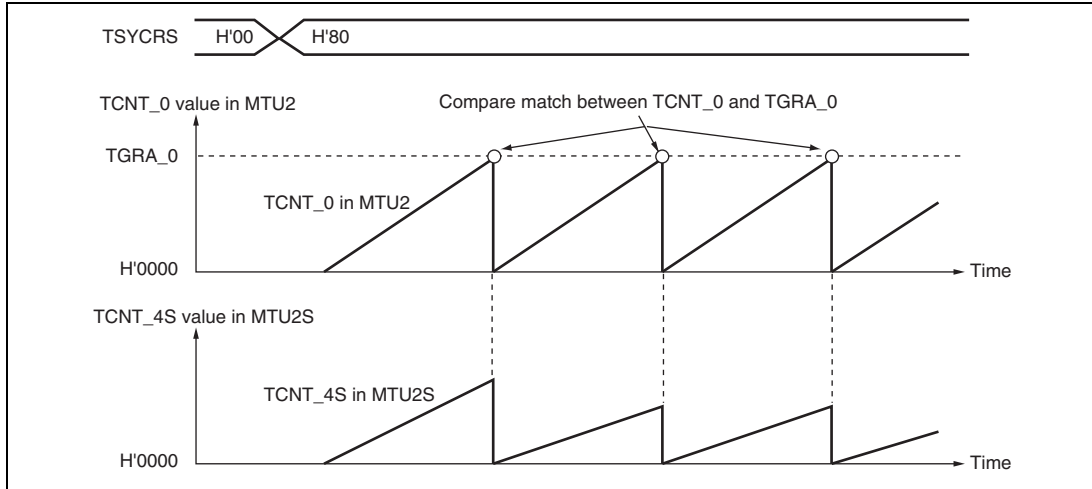 TSYCRS H'00 H'80
TCNT_0 value in MTU2
Compare match between TCNT_0 and TGRA_0
TGRA_0
TCNT_0 in MTU2
H'0000
Time
TCNT_4S value in MTU2S
TCNT_4S in MTU2S
H'0000
Time